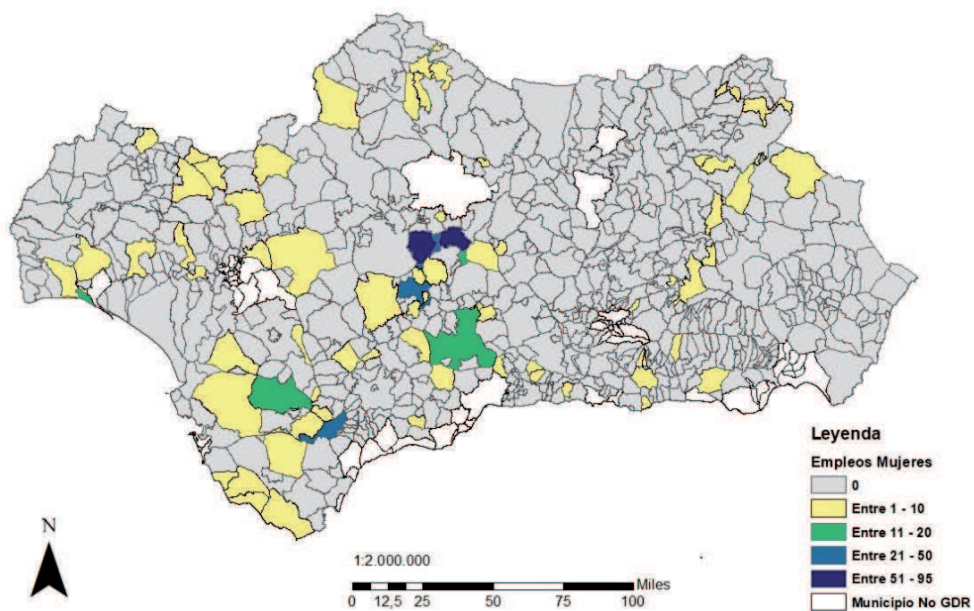 Leyenda
Empleos Mujeres
0
Entre 1 - 10
Entre 11 - 20
Entre 21 - 50
Entre 51 - 95
Municipio No GDR
N
1:2.000.000
Miles
0 12,5 25 50 75 100